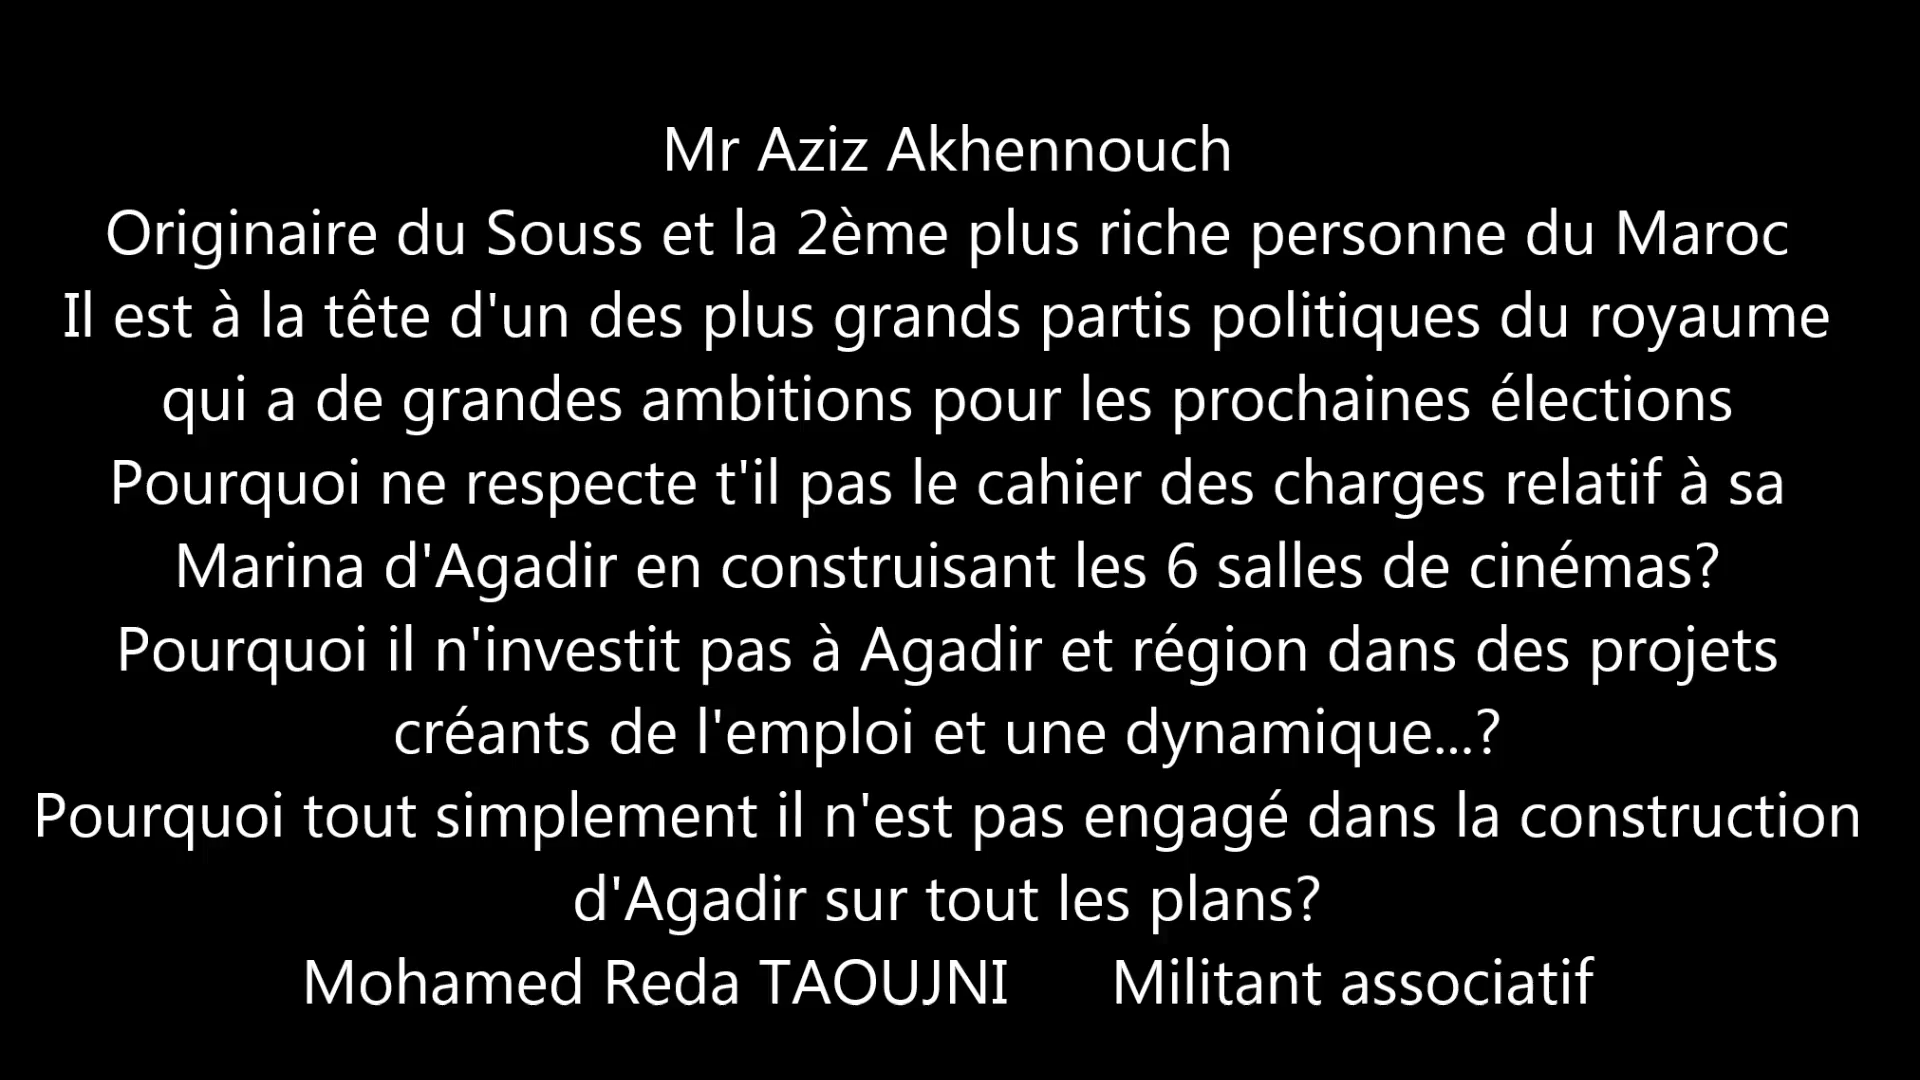 Mr Aziz Akhennouch
Originaire du Souss et la 2ème plus riche personne du Maroc
Il est à la tête d'un des plus grands partis politiques du royaume
qui a de grandes ambitions pour les prochaines élections
Pourquoi ne respecte t'il pas le cahier des charges relatif à sa
Marina d'Agadir en construisant les 6 salles de cinémas?
Pourquoi il n'investit pas à Agadir et région dans des projets
créants de l'emploi et une dynamique...?
Pourquoi tout simplement il n'est pas engagé dans la construction
d'Agadir sur tout les plans?
Mohamed Reda TAOUJNI Militant associatif